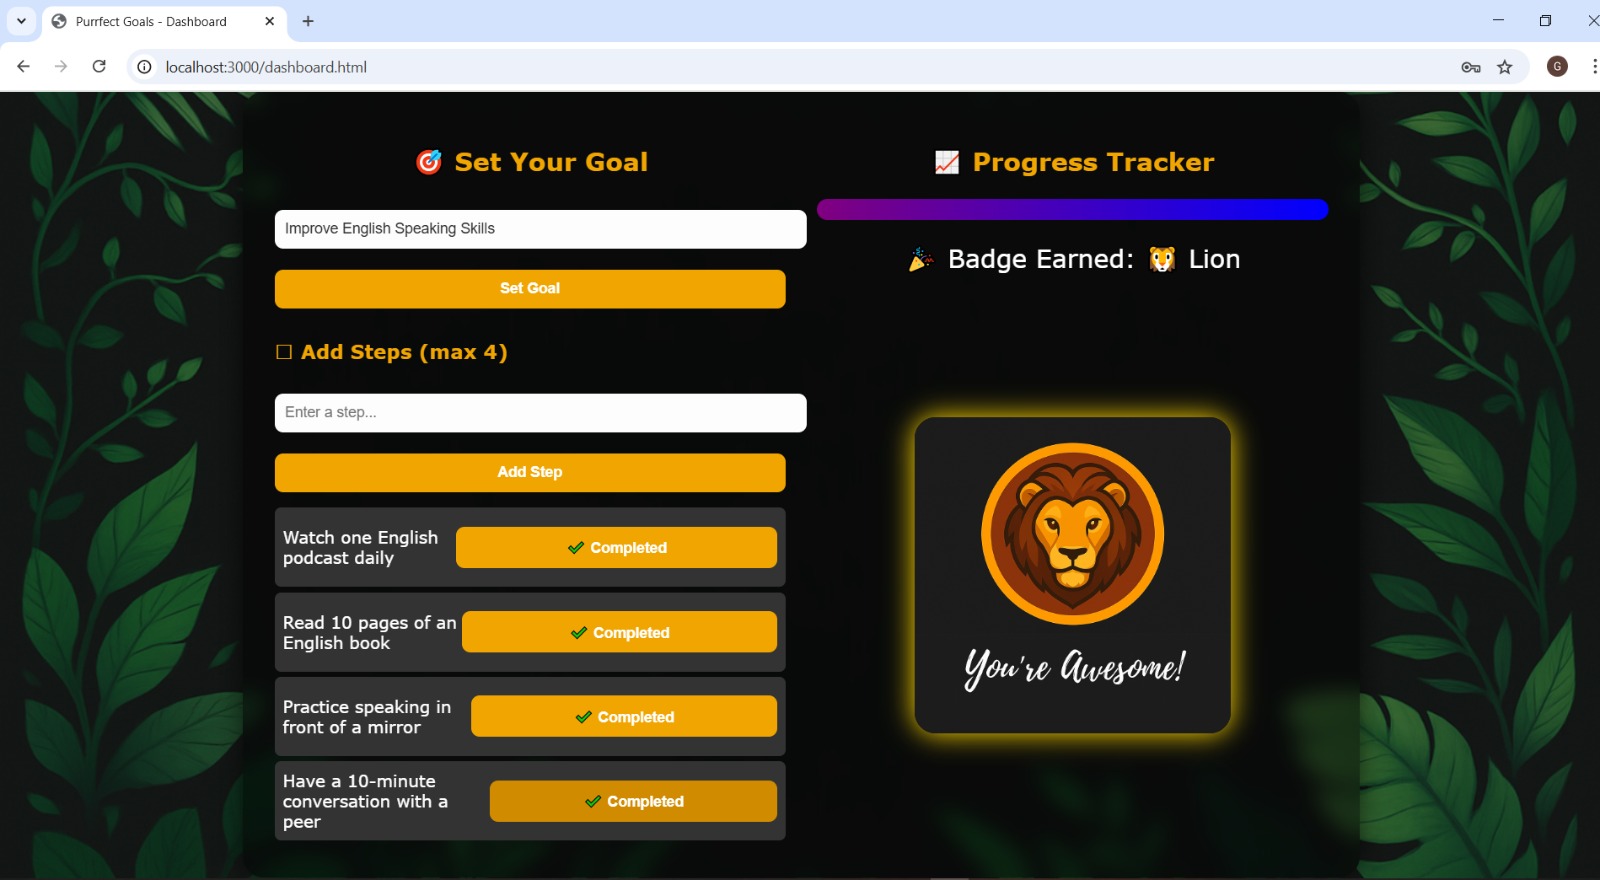 Purrfect Goals - Dashboard
localhost:3000/dashboard.html
G
🎯 Set Your Goal
Improve English Speaking Skills
Set Goal
☐ Add Steps (max 4)
Enter a step...
Add Step
Watch one English
podcast daily
✔ Completed
Read 10 pages of an
English book
✔ Completed
Practice speaking in
front of a mirror
✔ Completed
Have a 10-minute
conversation with a
peer
✔ Completed
📈 Progress Tracker
🎉 Badge Earned: 🦁 Lion
You're Awesome!